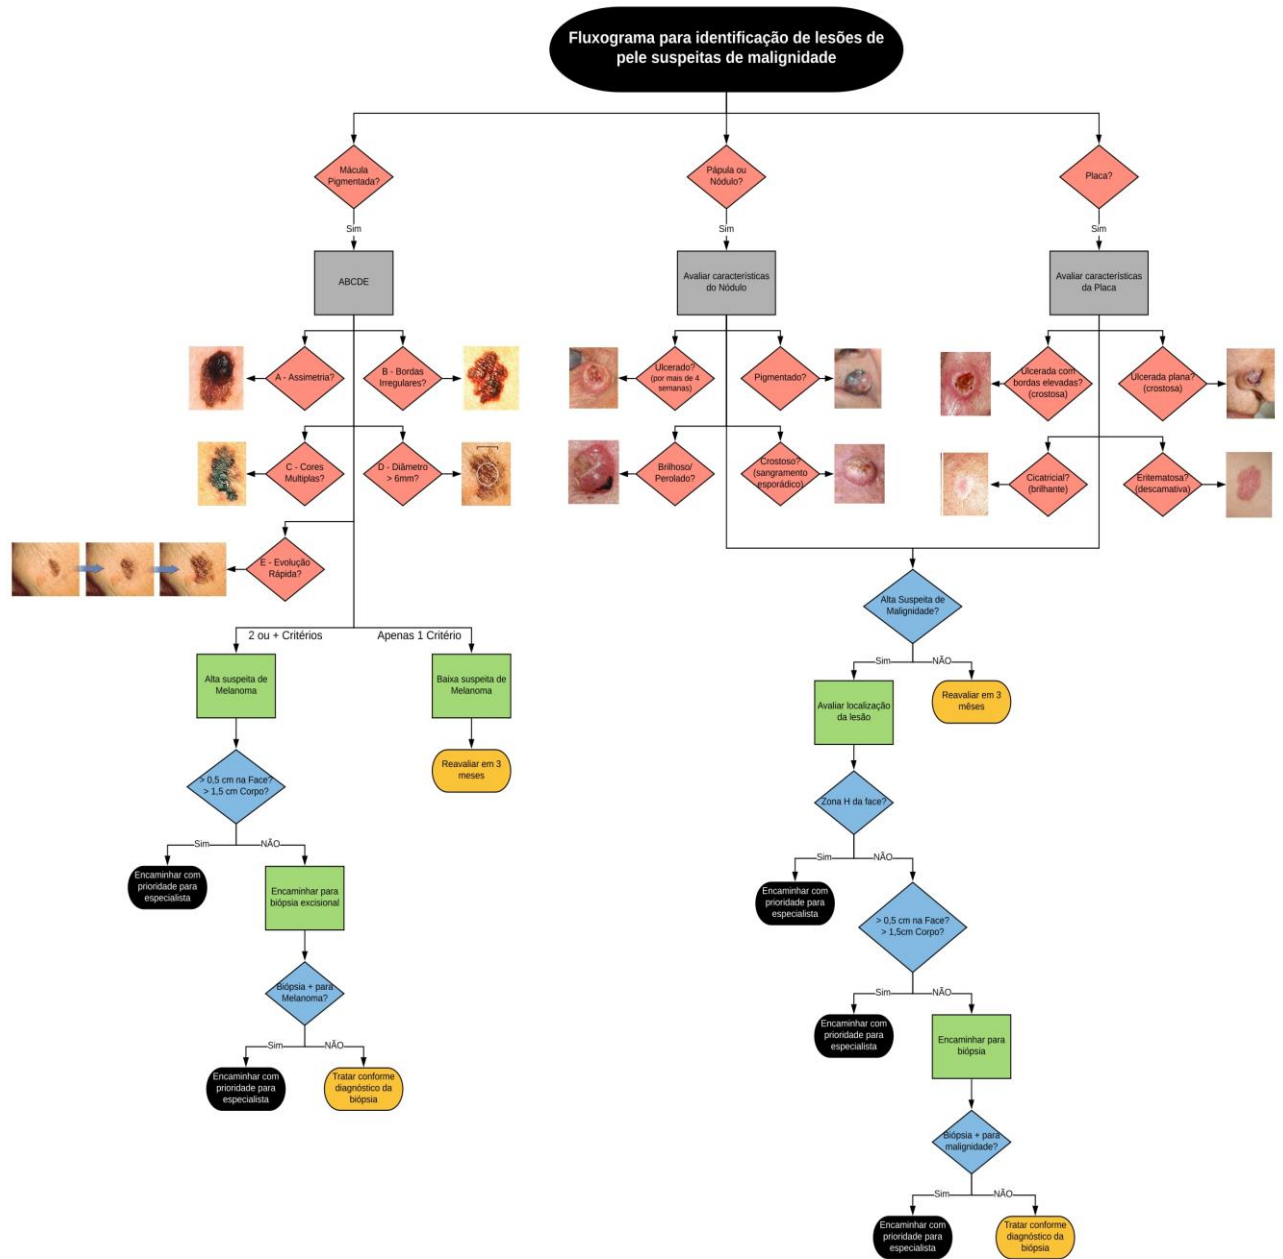 Fluxograma para identificação de lesões de
pele suspeitas de malignidade
Mácula
Pigmentada?
Pápula ou
Nódulo?
Placa?
Sim
Sim
Sim
ABCDE
Avaliar características
do Nódulo
Avaliar características
da Placa
A - Assimetria?
B - Bordas
Irregulares?
Ulcerado?
(por mais de 4
semanas)
Pigmentado?
Ulcerada com
bordas elevadas?
(crostosa)
Ulcerada plana?
(crostosa)
C - Cores
Multiplas?
D - Diâmetro
> 6mm?
Brilhoso/
Perolado?
Crostoso?
(sangramento
esporádico)
Cicatricial?
(brilhante)
Eritematosa?
(descamativa)
E - Evolução
Rápida?
Alta Suspeita de
Malignidade?
2 ou + Critérios
Apenas 1 Critério
Sim
NÃO
Alta suspeita de
Melanoma
Baixa suspeita de
Melanoma
Avaliar localização
da lesão
Reavaliar em 3
mêses
> 0,5 cm na Face?
> 1,5 cm Corpo?
Reavaliar em 3
meses
Zona H da face?
Sim
NÃO
Sim
NÃO
Encaminhar com
prioridade para
especialista
Encaminhar para
biópsia excisional
Encaminhar com
prioridade para
especialista
> 0,5 cm na Face?
> 1,5cm Corpo?
Biópsia + para
Melanoma?
Sim
NÃO
Encaminhar com
prioridade para
especialista
Encaminhar para
biópsia
Sim
NÃO
Encaminhar com
prioridade para
especialista
Tratar conforme
diagnóstico da
biópsia
Biópsia + para
malignidade?
Sim
NÃO
Encaminhar com
prioridade para
especialista
Tratar conforme
diagnóstico da
biópsia